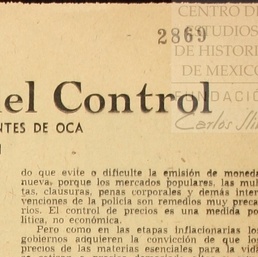 CENTRO DE
ESTUDIOS
DE HISTORIA
DE MEXICO
FUNDACIÓN
Carlos Slim
2869
el Control
NTES DE OCA
do que evite o dificulte la emisión de moneda
nueva, porque los mercados populares, las mul-
tas, clausuras, penas corporales y demás inter-
venciones de la policía son remedios muy preca-
rios. El control de precios es una medida po-
lítica, no económica.
Pero como en las etapas inflacionarias los
gobiernos adquieren la convicción de que los
precios de las materias esenciales para la vida